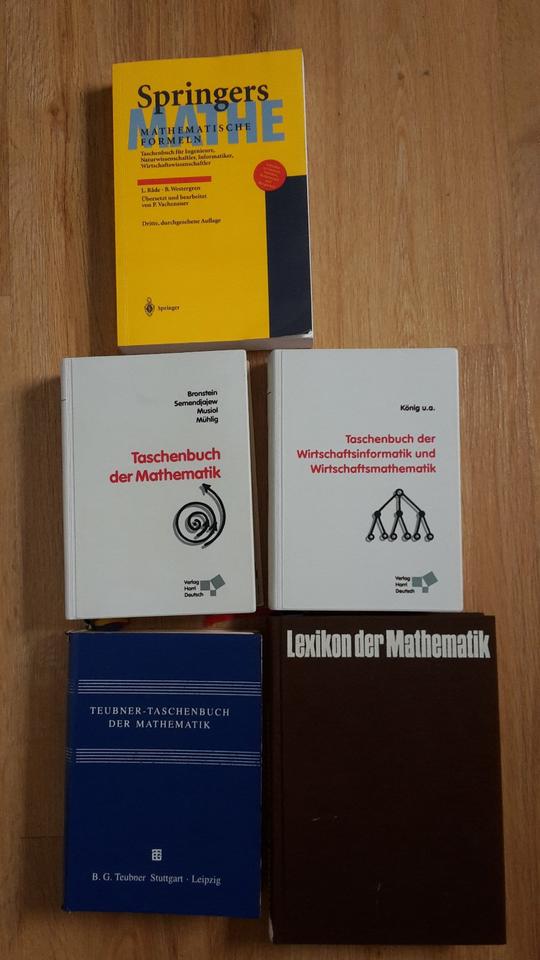 Springers
MATHE
MATHEMATISCHE
FORMELN
Taschenbuch für Ingenieure,
Naturwissenschaftler, Informatiker,
Wirtschaftswissenschaftler
L. Råde · B. Westergren
Übersetzt und bearbeitet
von P. Vachenauer
Dritte, durchgesehene Auflage
Springer
Bronstein
Semendjajew
Musiol
Mühlig
Taschenbuch
der Mathematik
Verlag
Harri
Deutsch
König u.a.
Taschenbuch der
Wirtschaftsinformatik und
Wirtschaftsmathematik
Verlag
Harri
Deutsch
TEUBNER-TASCHENBUCH
DER MATHEMATIK
B. G. Teubner Stuttgart · Leipzig
Lexikon der Mathematik